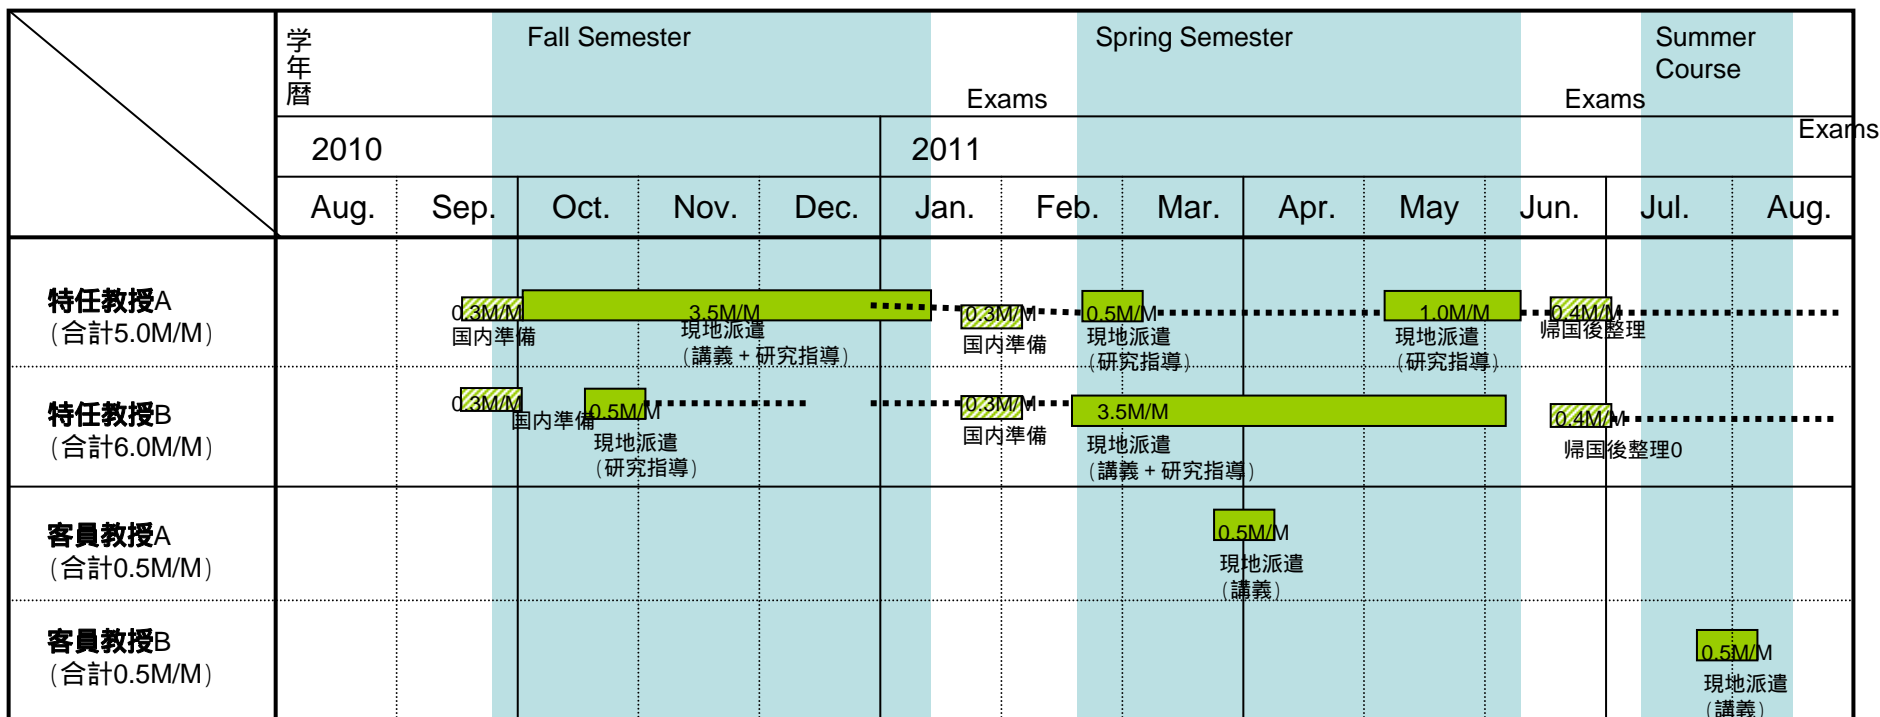 学年暦
Fall Semester
Spring Semester
Summer
Course
Exams
Exams
Exams
2010
2011
Aug.
Sep.
Oct.
Nov.
Dec.
Jan.
Feb.
Mar.
Apr.
May
Jun.
Jul.
Aug.
特任教授A
(合計5.0M/M)
0.3M/M
国内準備
3.5M/M
現地派遣
(講義+研究指導)
0.3M/M
国内準備
0.5M/M
現地派遣
(研究指導)
1.0M/M
現地派遣
(研究指導)
0.4M/M
帰国後整理
特任教授B
(合計6.0M/M)
0.3M/M
国内準備
0.5M/M
現地派遣
(研究指導)
0.3M/M
国内準備
3.5M/M
現地派遣
(講義+研究指導)
0.4M/M
帰国後整理0
客員教授A
(合計0.5M/M)
0.5M/M
現地派遣
(講義)
客員教授B
(合計0.5M/M)
0.5M/M
現地派遣
(講義)